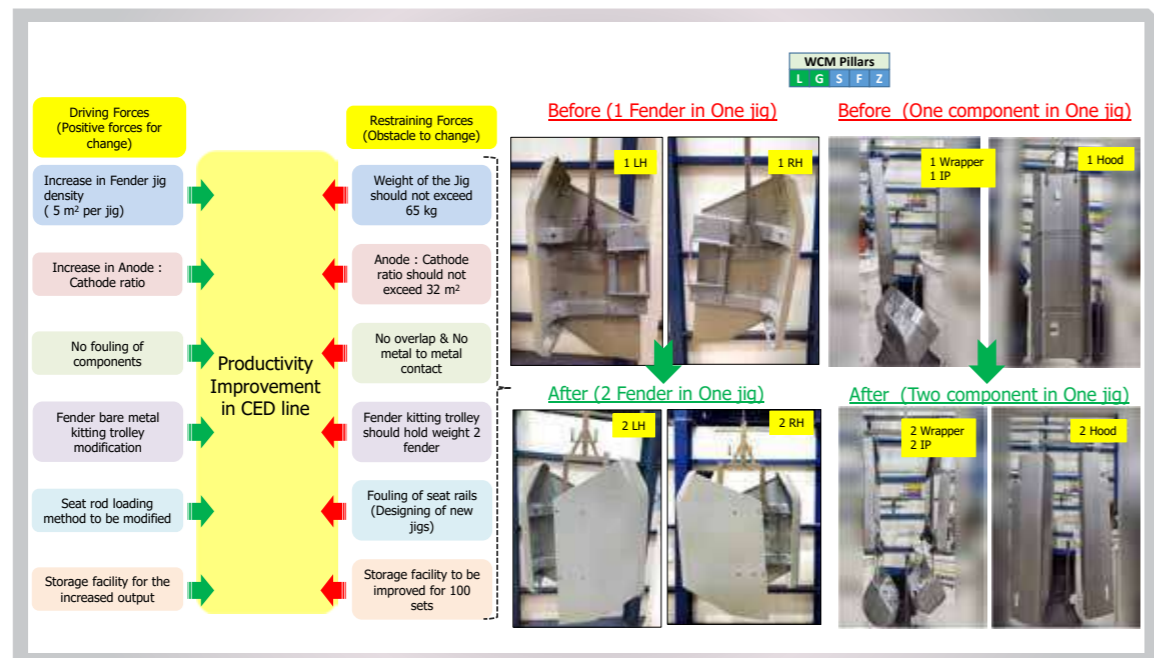 WCM Pillars
L G S F Z
Driving Forces
(Positive forces for
change)
Increase in Fender jig
density
( 5 m² per jig)
Increase in Anode :
Cathode ratio
No fouling of
components
Fender bare metal
kitting trolley
modification
Seat rod loading
method to be modified
Storage facility for the
increased output
Productivity
Improvement
in CED line
Restraining Forces
(Obstacle to change)
Weight of the Jig
should not exceed
65 kg
Anode : Cathode
ratio should not
exceed 32 m²
No overlap & No
metal to metal
contact
Fender kitting trolley
should hold weight 2
fender
Fouling of seat rails
(Designing of new
jigs)
Storage facility to be
improved for 100
sets
Before (1 Fender in One jig)
1 LH
1 RH
After (2 Fender in One jig)
2 LH
2 RH
Before (One component in One jig)
1 Wrapper
1 IP
1 Hood
After (Two component in One jig)
2 Wrapper
2 IP
2 Hood